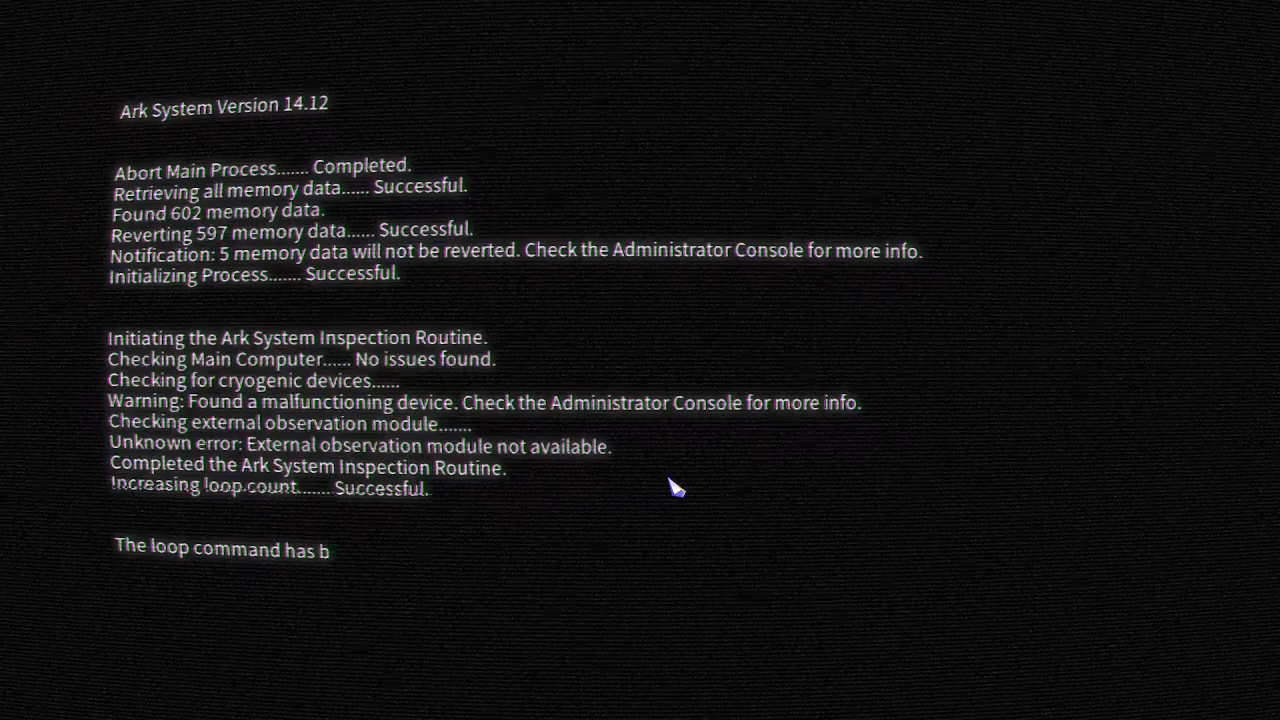 Ark System Version 14.12
Abort Main Process....... Completed.
Retrieving all memory data...... Successful.
Found 602 memory data.
Reverting 597 memory data...... Successful.
Notification: 5 memory data will not be reverted. Check the Administrator Console for more info.
Initializing Process....... Successful.
Initiating the Ark System Inspection Routine.
Checking Main Computer...... No issues found.
Checking for cryogenic devices......
Warning: Found a malfunctioning device. Check the Administrator Console for more info.
Checking external observation module.......
Unknown error: External observation module not available.
Completed the Ark System Inspection Routine.
Increasing loop count....... Successful.
The loop command has b